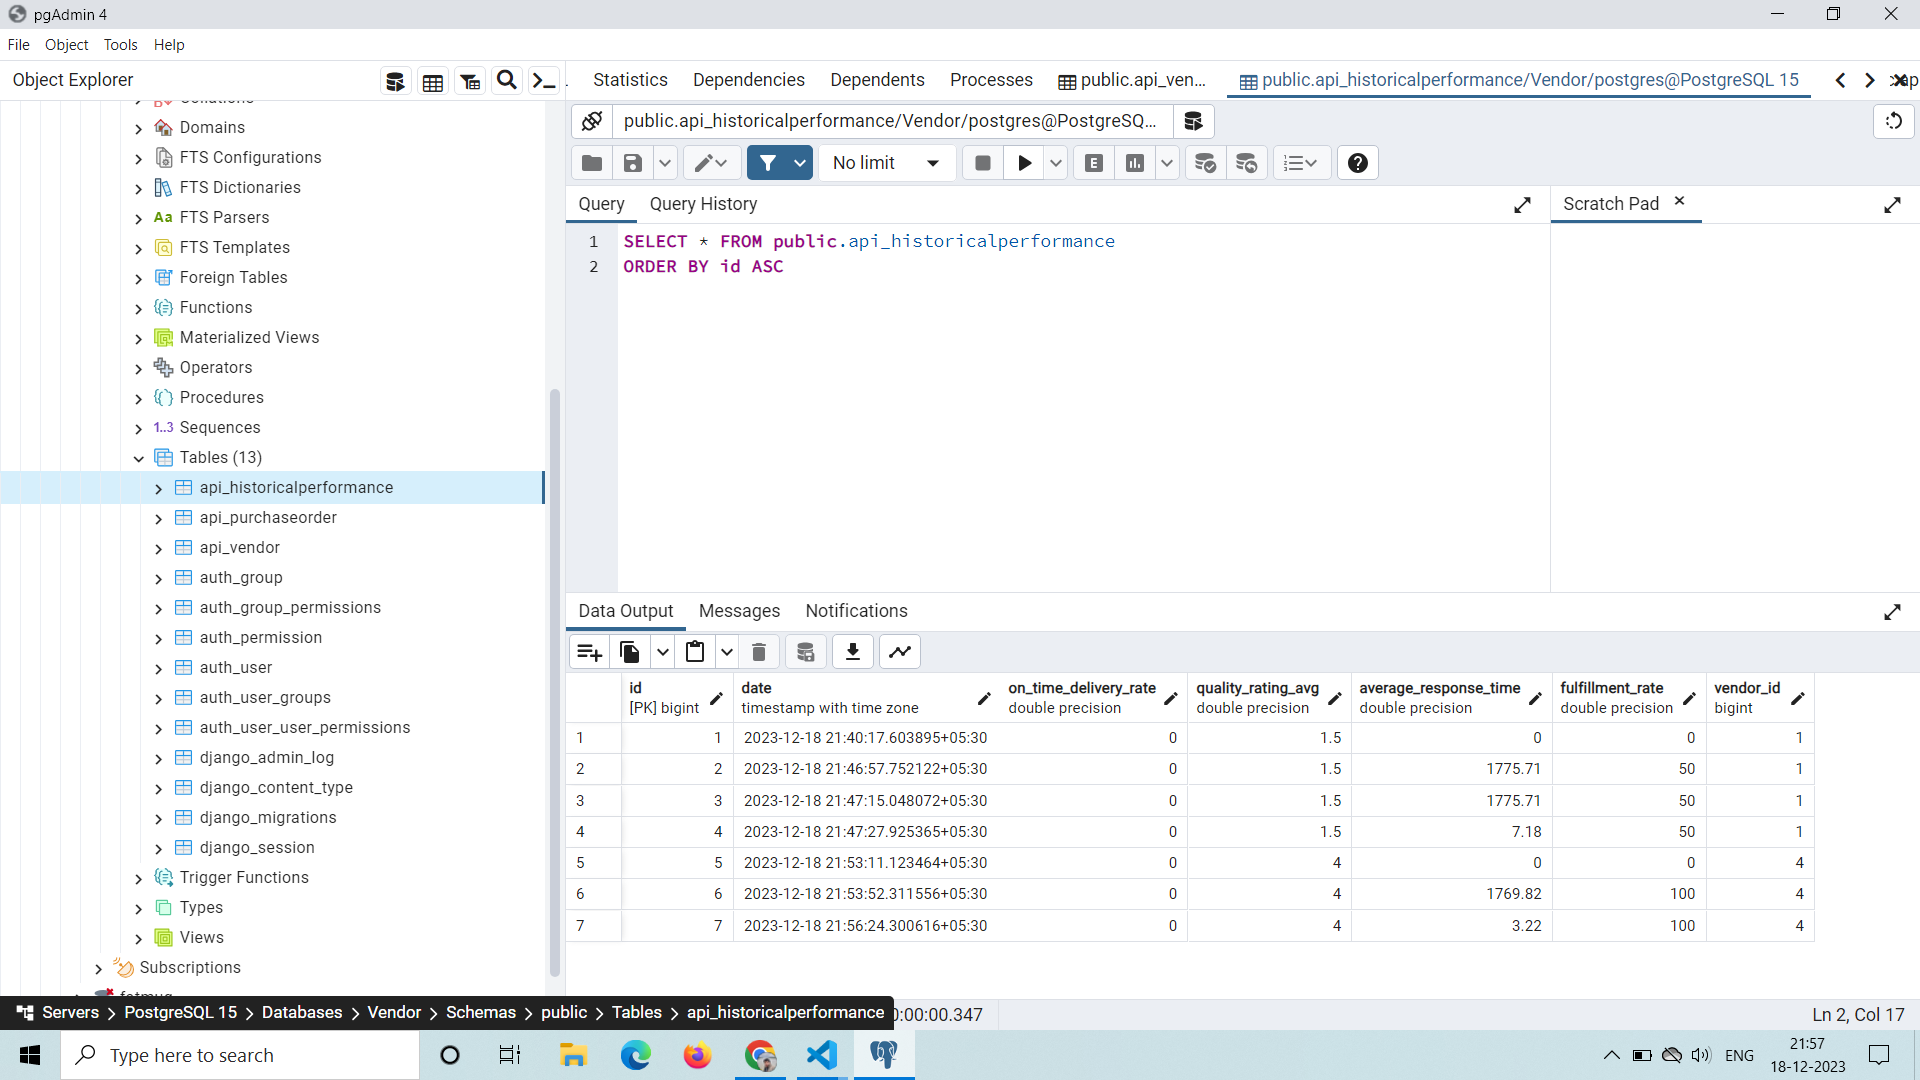 pgAdmin 4
File Object Tools Help
Object Explorer
Statistics Dependencies Dependents Processes public.api_ven... public.api_historicalperformance/Vendor/postgres@PostgreSQL 15
public.api_historicalperformance/Vendor/postgres@PostgreSQ...
No limit
Query Query History
Scratch Pad
1 SELECT * FROM public.api_historicalperformance
2 ORDER BY id ASC
Collations
Domains
FTS Configurations
FTS Dictionaries
Aa FTS Parsers
FTS Templates
Foreign Tables
Functions
Materialized Views
Operators
Procedures
1..3 Sequences
Tables (13)
api_historicalperformance
api_purchaseorder
api_vendor
auth_group
auth_group_permissions
auth_permission
auth_user
auth_user_groups
auth_user_user_permissions
django_admin_log
django_content_type
django_migrations
django_session
Trigger Functions
Types
Views
Subscriptions
Data Output Messages Notifications
id date on_time_delivery_rate quality_rating_avg average_response_time fulfillment_rate vendor_id
[PK] bigint timestamp with time zone double precision double precision double precision double precision bigint
1 1 2023-12-18 21:40:17.603895+05:30 0 1.5 0 0 1
2 2 2023-12-18 21:46:57.752122+05:30 0 1.5 1775.71 50 1
3 3 2023-12-18 21:47:15.048072+05:30 0 1.5 1775.71 50 1
4 4 2023-12-18 21:47:27.925365+05:30 0 1.5 7.18 50 1
5 5 2023-12-18 21:53:11.123464+05:30 0 4 0 0 4
6 6 2023-12-18 21:53:52.311556+05:30 0 4 1769.82 100 4
7 7 2023-12-18 21:56:24.300616+05:30 0 4 3.22 100 4
Servers > PostgreSQL 15 > Databases > Vendor > Schemas > public > Tables > api_historicalperformance
:00:00.347
Ln 2, Col 17
Type here to search
ENG
21:57
18-12-2023